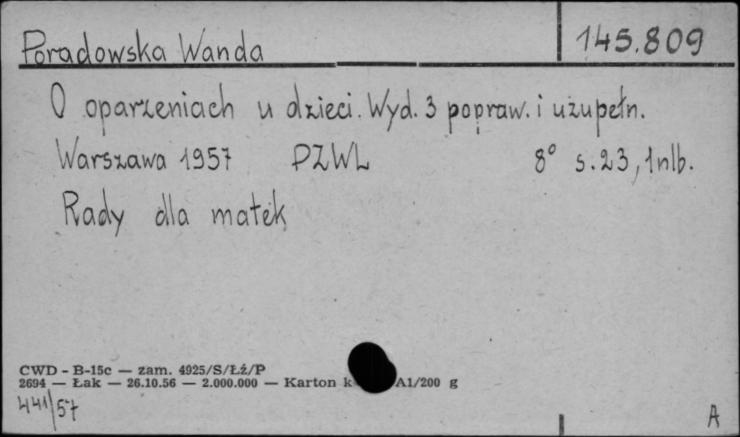 Poradowska Wanda 145.809
O oparzeniach u dzieci. Wyd. 3 popraw. i uzupełn.
Warszawa 1957 PZWL 8° s. 23, 1 nlb.
Rady dla matek
CWD - B-15c — zam. 4925/S/Łź/P
2694 — Łak — 26.10.56 — 2.000.000 — Karton k A1/200 g
441/57
A